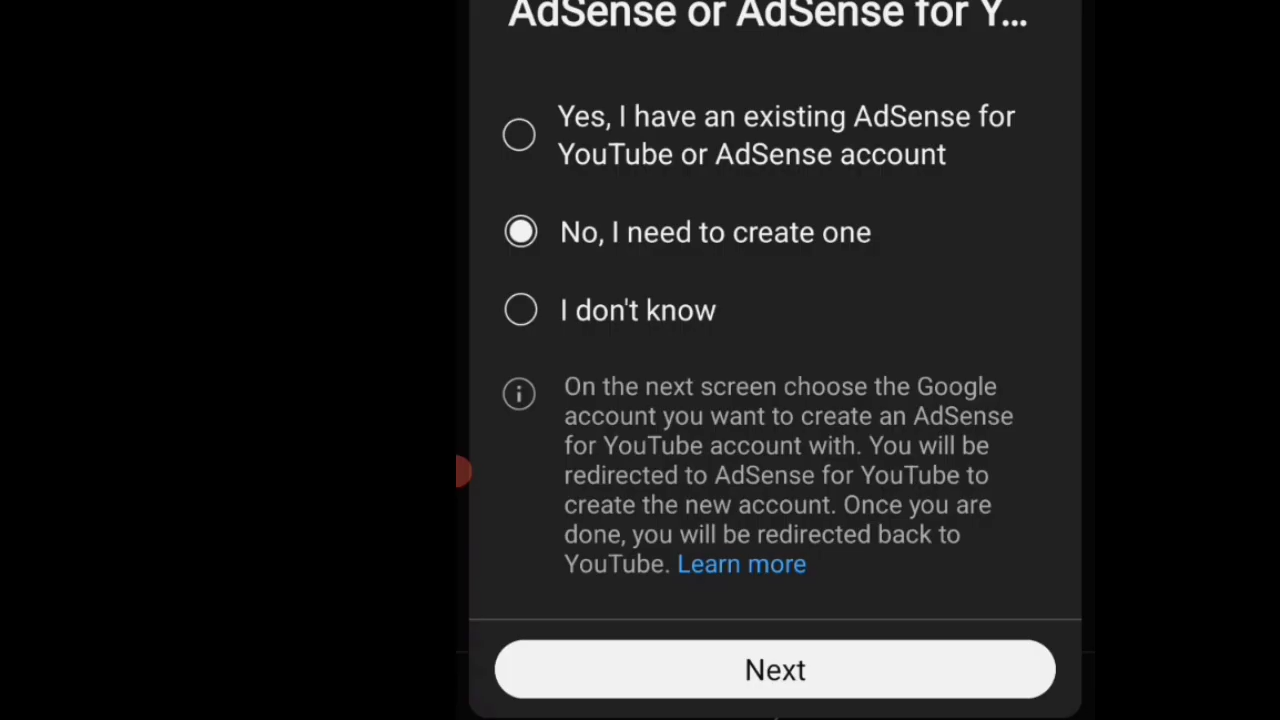 AdSense or AdSense for Y...
Yes, I have an existing AdSense for
YouTube or AdSense account
No, I need to create one
I don't know
On the next screen choose the Google
account you want to create an AdSense
for YouTube account with. You will be
redirected to AdSense for YouTube to
create the new account. Once you are
done, you will be redirected back to
YouTube. Learn more
Next